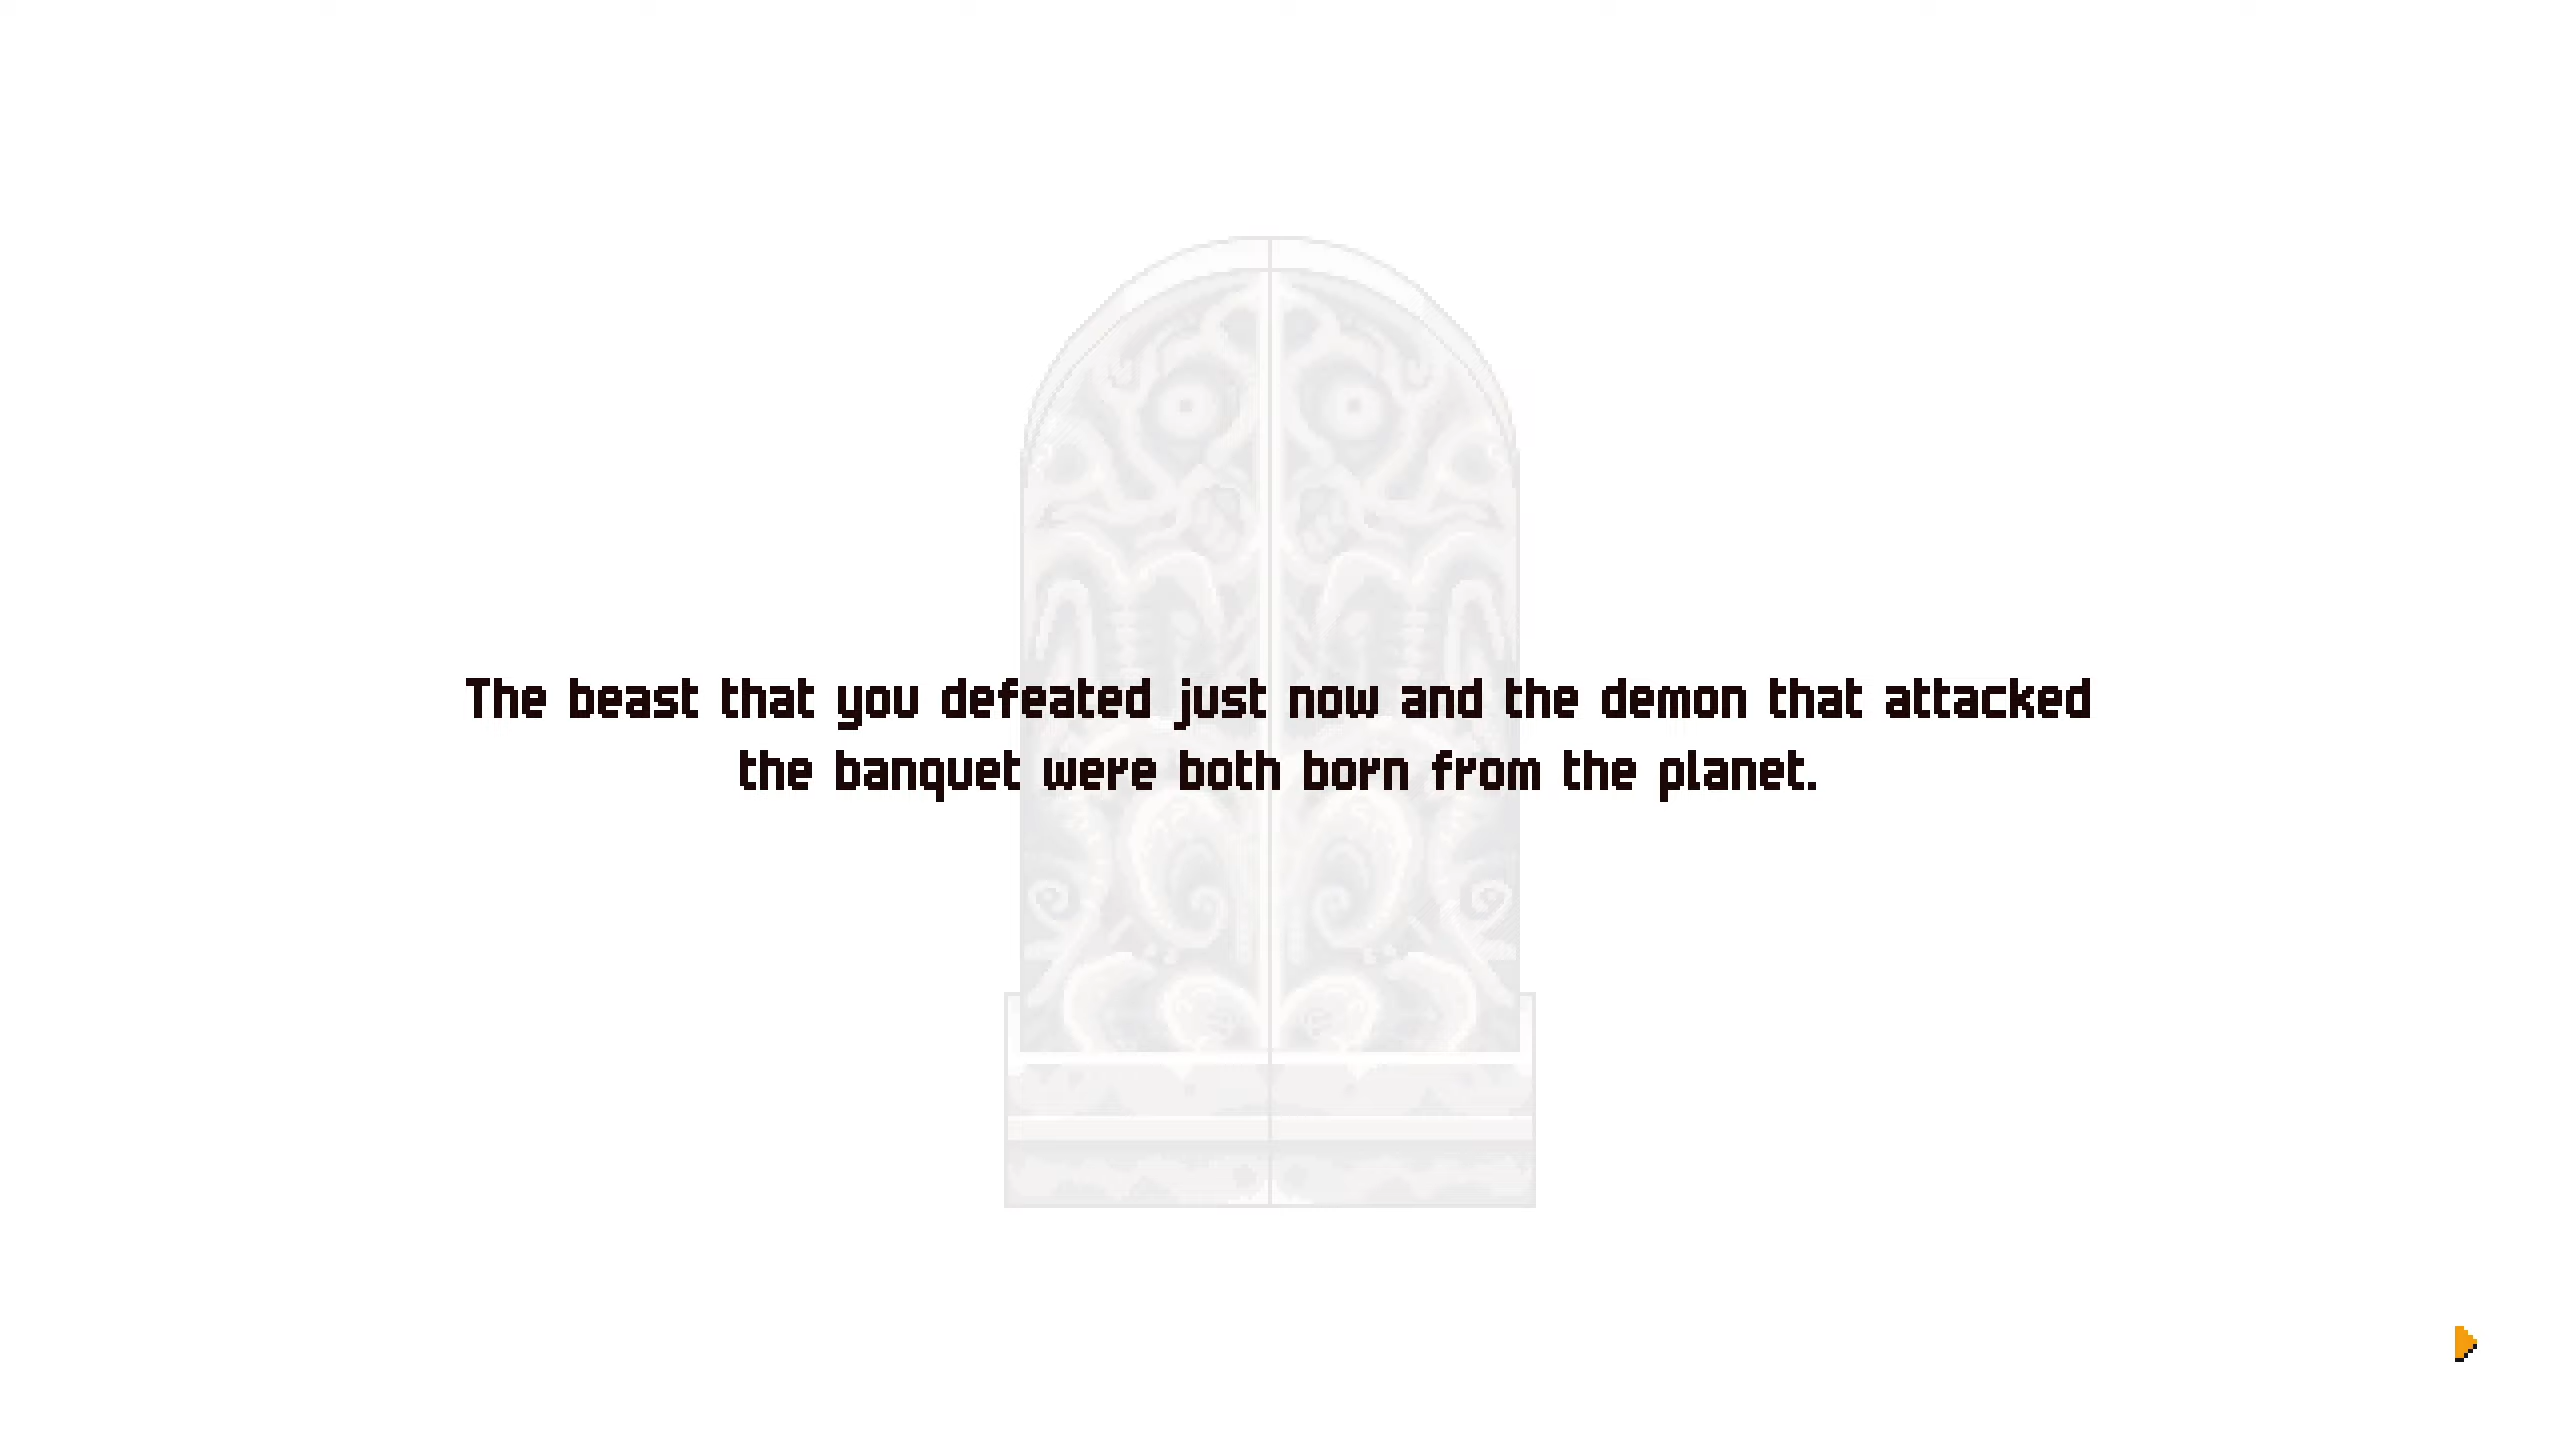 The beast that you defeated just now and the demon that attacked
the banquet were both born from the planet.